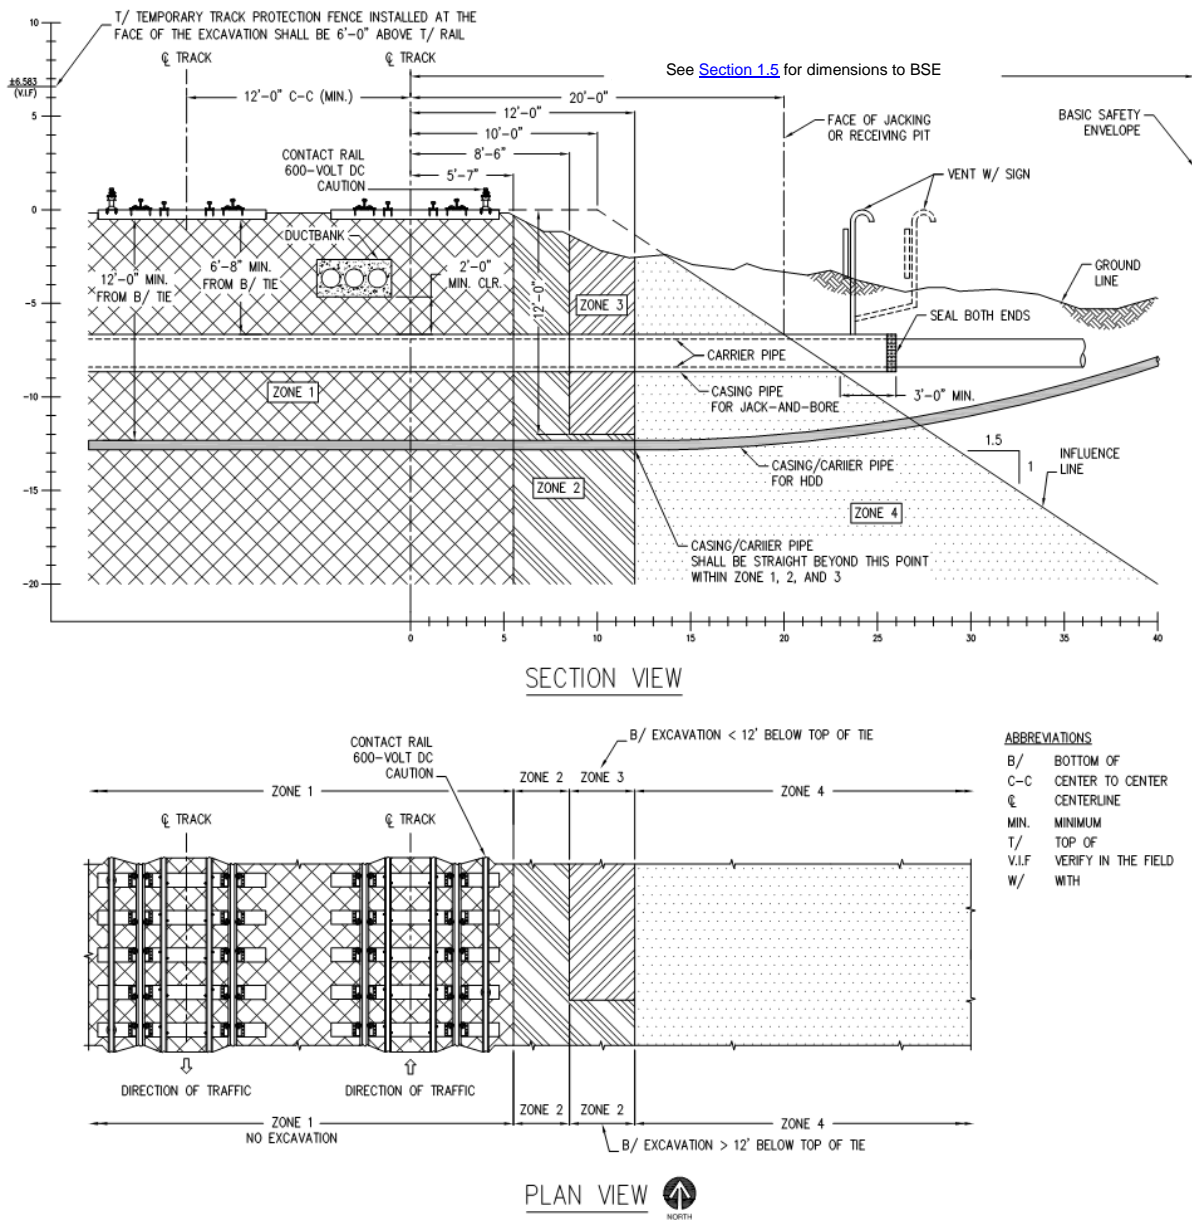 T/ TEMPORARY TRACK PROTECTION FENCE INSTALLED AT THE
FACE OF THE EXCAVATION SHALL BE 6'-0" ABOVE T/ RAIL
10
±6.583
(V.I.F)
5
0
-5
-10
-15
-20
℄ TRACK
℄ TRACK
See Section 1.5 for dimensions to BSE
12'-0" C-C (MIN.)
20'-0"
12'-0"
10'-0"
8'-6"
5'-7"
CONTACT RAIL
600-VOLT DC
CAUTION
FACE OF JACKING
OR RECEIVING PIT
BASIC SAFETY
ENVELOPE
VENT W/ SIGN
DUCTBANK
12'-0" MIN.
FROM B/ TIE
6'-8" MIN.
FROM B/ TIE
2'-0"
MIN. CLR.
12'-0"
ZONE 3
GROUND
LINE
SEAL BOTH ENDS
CARRIER PIPE
ZONE 1
CASING PIPE
FOR JACK-AND-BORE
3'-0" MIN.
1.5
1
INFLUENCE
LINE
CASING/CARIIER PIPE
FOR HDD
ZONE 2
ZONE 4
CASING/CARIIER PIPE
SHALL BE STRAIGHT BEYOND THIS POINT
WITHIN ZONE 1, 2, AND 3
0 5 10 15 20 25 30 35 40
SECTION VIEW
B/ EXCAVATION < 12' BELOW TOP OF TIE
CONTACT RAIL
600-VOLT DC
CAUTION
ZONE 1
ZONE 2
ZONE 3
ZONE 4
℄ TRACK
℄ TRACK
DIRECTION OF TRAFFIC
DIRECTION OF TRAFFIC
ZONE 1
NO EXCAVATION
ZONE 2
ZONE 2
ZONE 4
B/ EXCAVATION > 12' BELOW TOP OF TIE
PLAN VIEW
NORTH
ABBREVIATIONS
B/ BOTTOM OF
C-C CENTER TO CENTER
℄ CENTERLINE
MIN. MINIMUM
T/ TOP OF
V.I.F VERIFY IN THE FIELD
W/ WITH